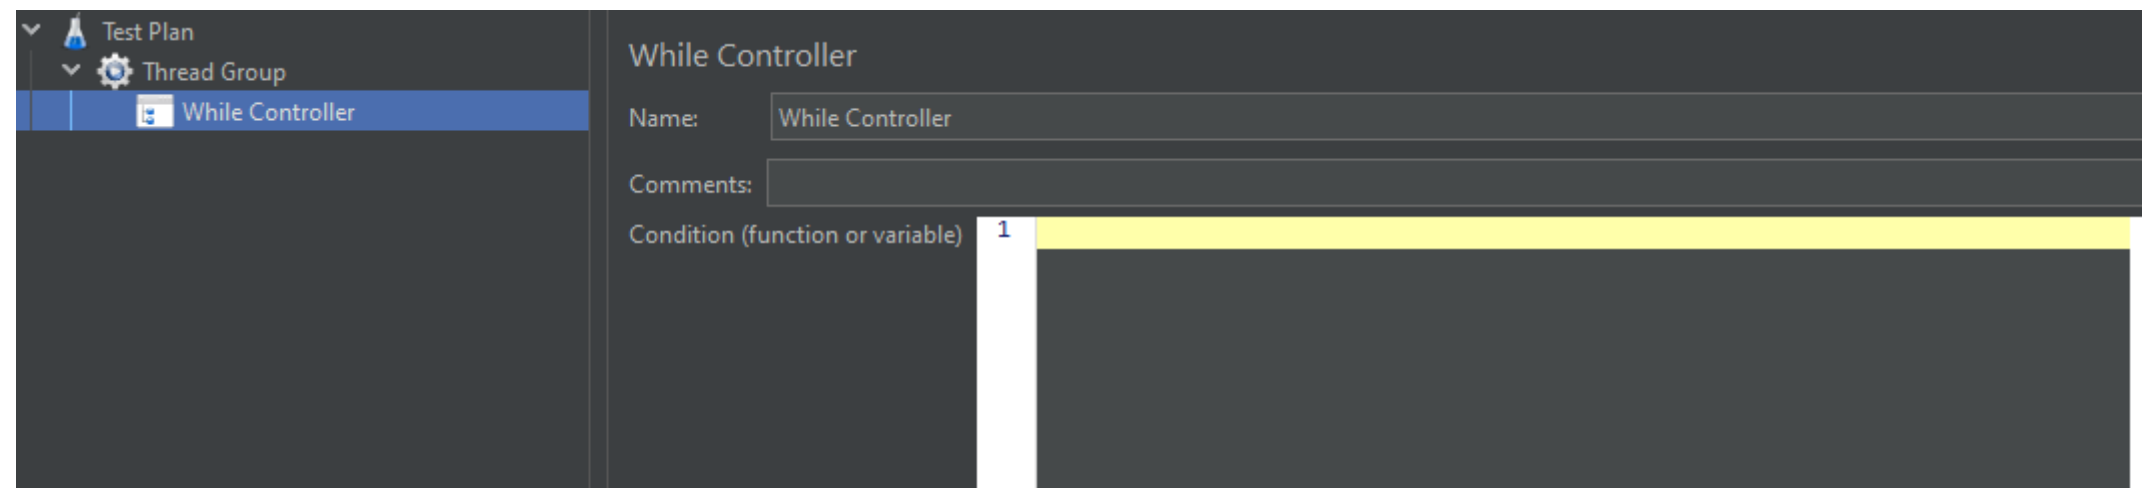 Test Plan
Thread Group
While Controller
While Controller
Name: While Controller
Comments:
Condition (function or variable) 1